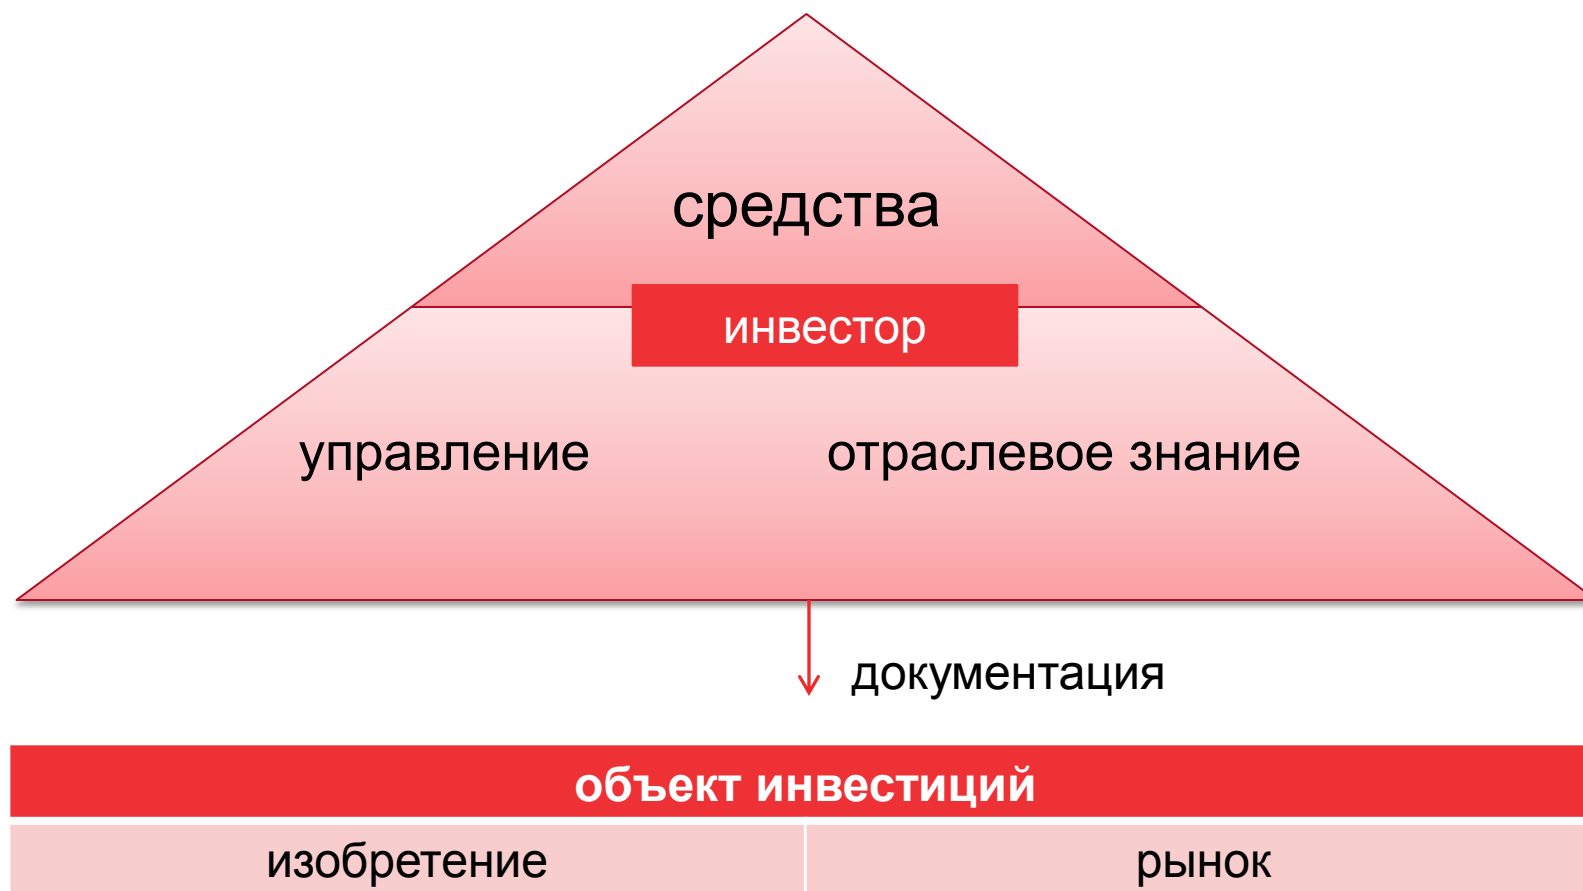 средства
инвестор
управление отраслевое знание
документация
объект инвестиций
изобретение рынок